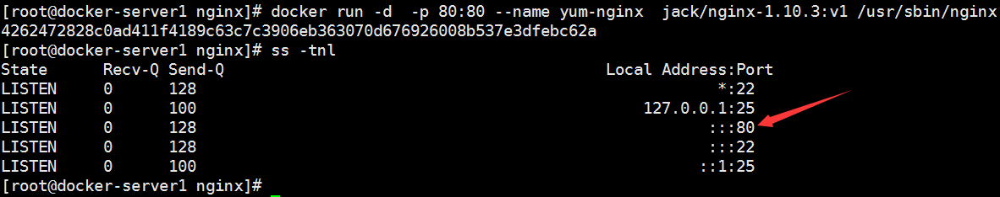 [root@docker-server1 nginx]# docker run -d  -p 80:80 --name yum-nginx  jack/nginx-1.10.3:v1 /usr/sbin/nginx
4262472828c0ad411f4189c63c7c3906eb363070d676926008b537e3dfebc62a
[root@docker-server1 nginx]# ss -tnl
State Recv-Q Send-Q Local Address:Port
LISTEN 0 128 *:22
LISTEN 0 100 127.0.0.1:25
LISTEN 0 128 :::80
LISTEN 0 128 :::22
LISTEN 0 100 ::1:25
[root@docker-server1 nginx]#